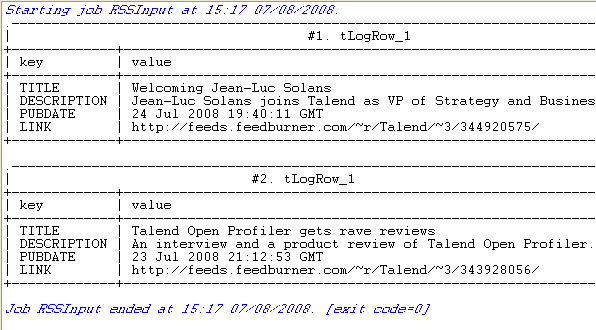 Starting job RSSInput at 15:17 07/08/2008.
#1. tLogRow_1
key | value
TITLE | Welcoming Jean-Luc Solans
DESCRIPTION | Jean-Luc Solans joins Talend as VP of Strategy and Busines
PUBDATE | 24 Jul 2008 19:40:11 GMT
LINK | http://feeds.feedburner.com/~r/Talend/~3/344920575/
#2. tLogRow_1
key | value
TITLE | Talend Open Profiler gets rave reviews
DESCRIPTION | An interview and a product review of Talend Open Profiler.
PUBDATE | 23 Jul 2008 21:12:53 GMT
LINK | http://feeds.feedburner.com/~r/Talend/~3/343928056/
Job RSSInput ended at 15:17 07/08/2008. [exit code=0]